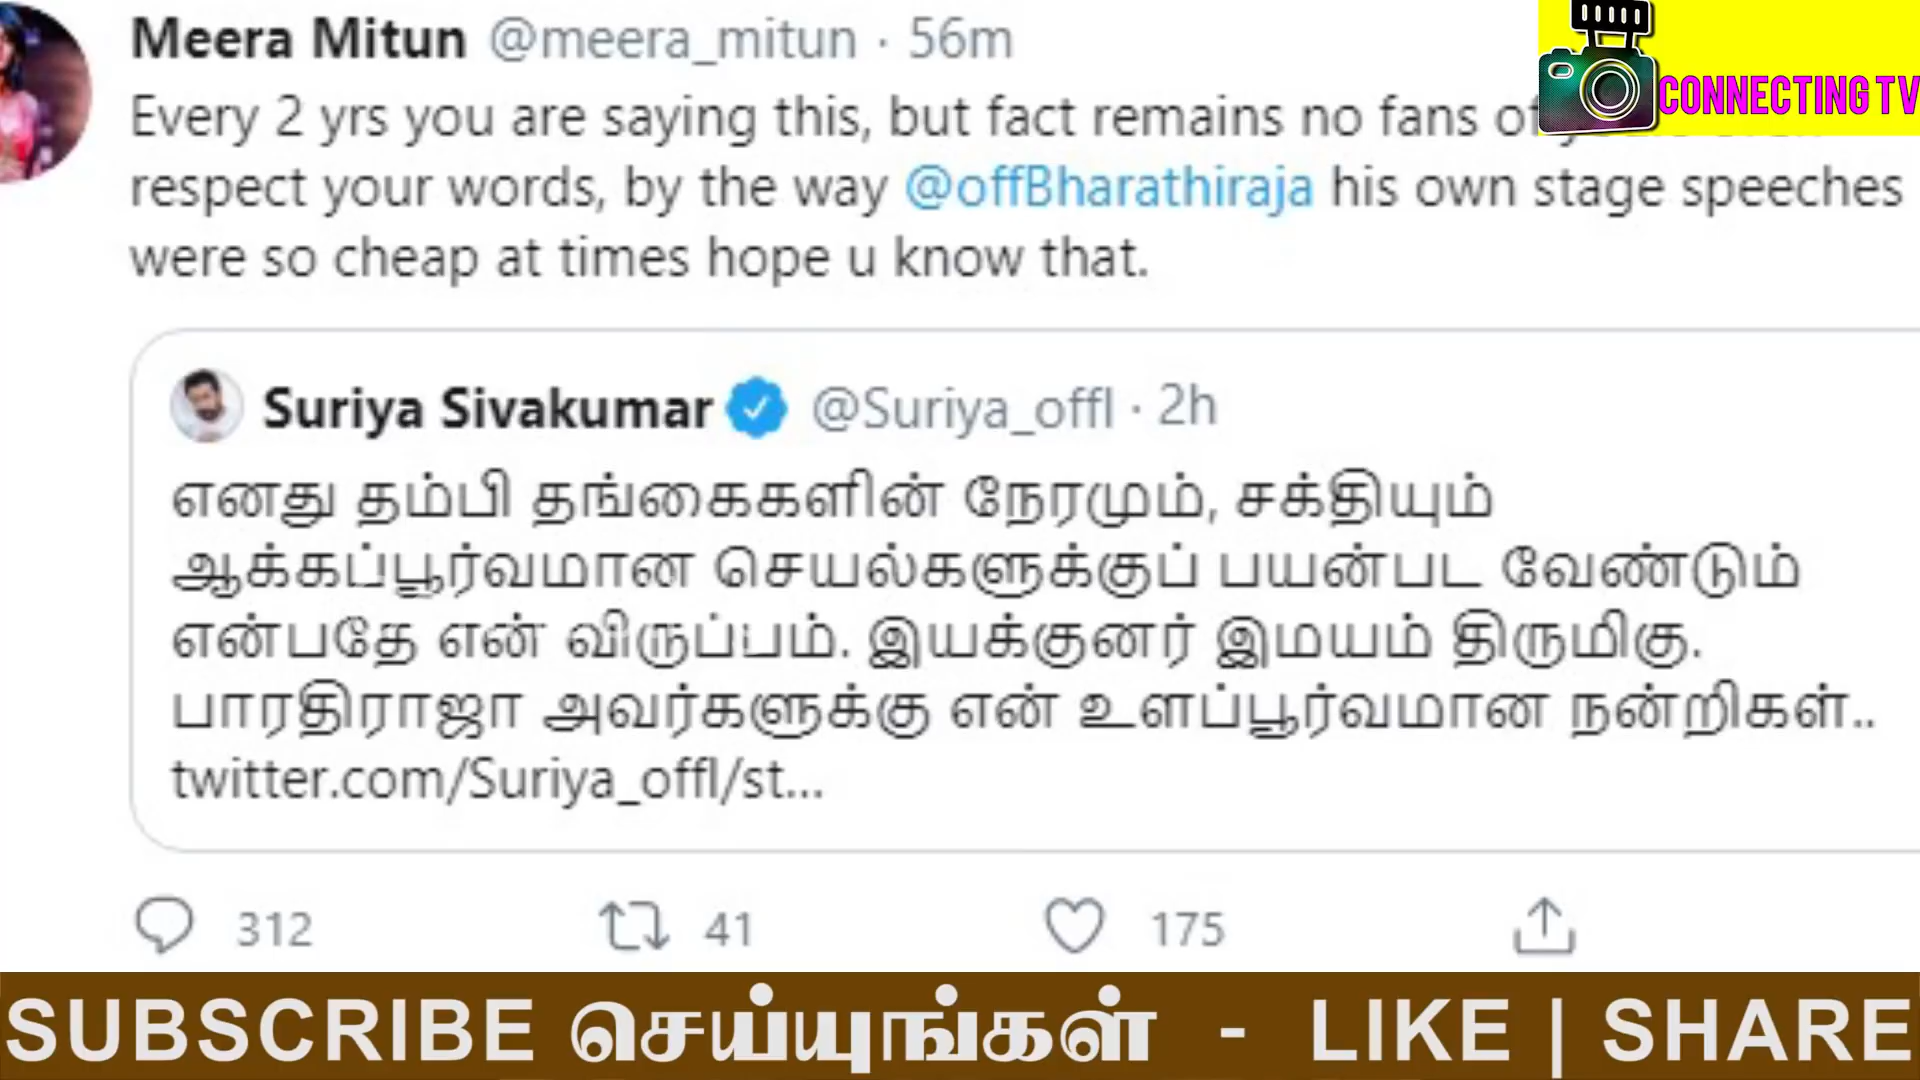 Meera Mitun @meera_mitun · 56m
CONNECTING TV
Every 2 yrs you are saying this, but fact remains no fans of
respect your words, by the way @offBharathiraja his own stage speeches
were so cheap at times hope u know that.
Suriya Sivakumar @Suriya_offl · 2h
எனது தம்பி தங்கைகளின் நேரமும், சக்தியும்
ஆக்கப்பூர்வமான செயல்களுக்குப் பயன்பட வேண்டும்
என்பதே என் விருப்பம். இயக்குனர் இமயம் திருமிகு.
பாரதிராஜா அவர்களுக்கு என் உளப்பூர்வமான நன்றிகள்..
twitter.com/Suriya_offl/st...
312 41 175
SUBSCRIBE செய்யுங்கள் - LIKE | SHARE